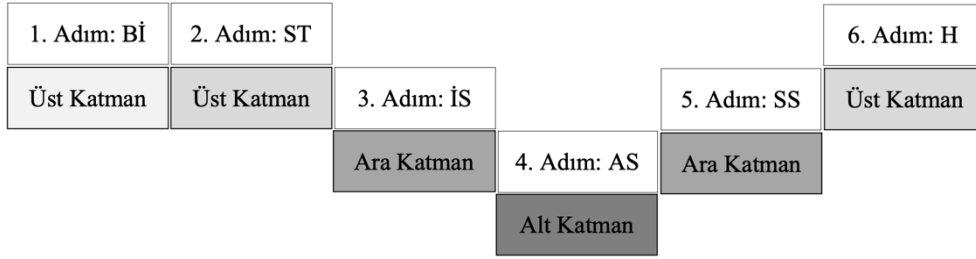 1. Adım: Bİ
Üst Katman
2. Adım: ST
Üst Katman
3. Adım: İS
Ara Katman
4. Adım: AS
Alt Katman
5. Adım: SS
Ara Katman
6. Adım: H
Üst Katman